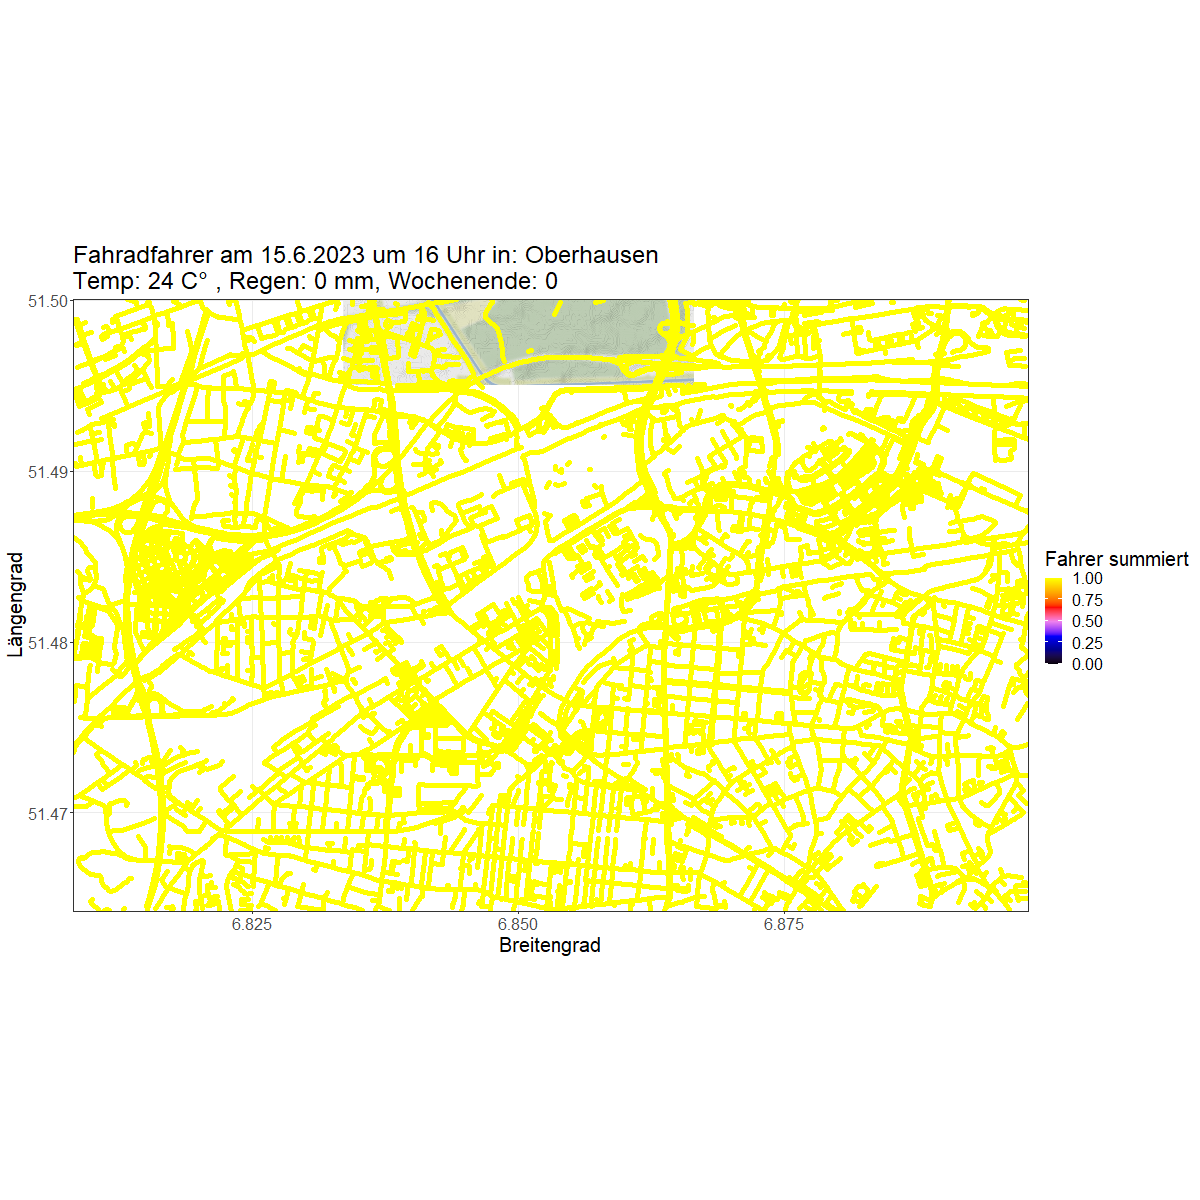 Fahradfahrer am 15.6.2023 um 16 Uhr in: Oberhausen
Temp: 24 C° , Regen: 0 mm, Wochenende: 0
51.50
51.49
51.48
51.47
Längengrad
6.825
6.850
6.875
Breitengrad
Fahrer summiert
1.00
0.75
0.50
0.25
0.00